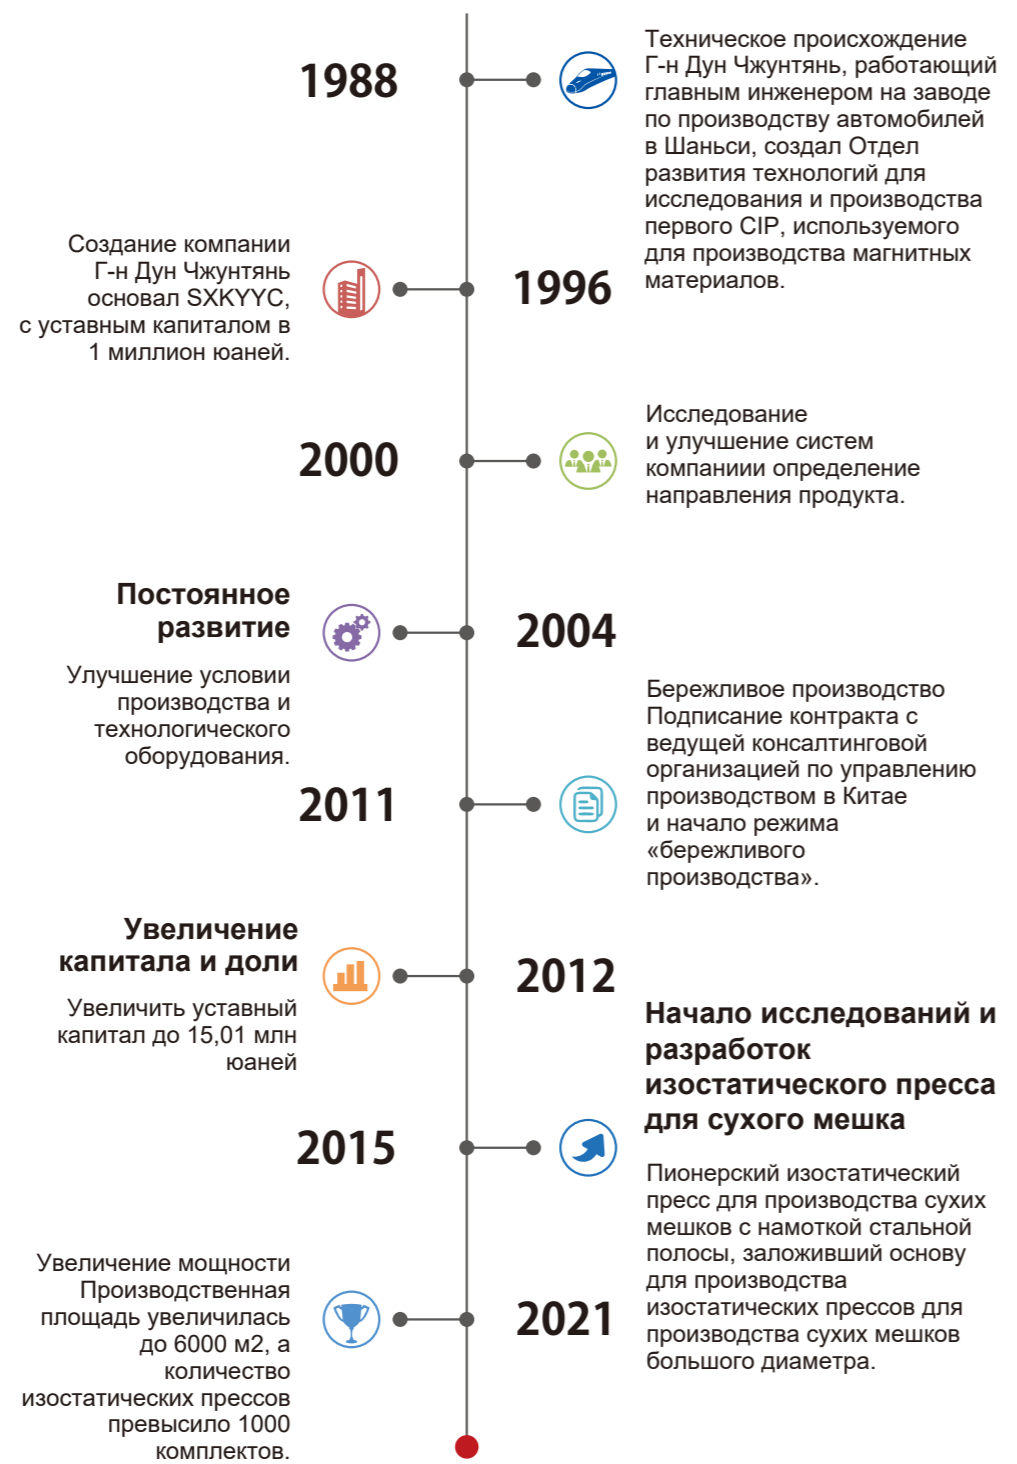 1988
Техническое происхождение
Г-н Дун Чжунтянь, работающий
главным инженером на заводе
по производству автомобилей
в Шаньси, создал Отдел
развития технологий для
исследования и производства
первого CIP, используемого
для производства магнитных
материалов.
1996
Создание компании
Г-н Дун Чжунтянь
основал SXKYYC,
с уставным капиталом в
1 миллион юаней.
2000
Исследование
и улучшение систем
компаниии определение
направления продукта.
2004
Постоянное
развитие
Улучшение условии
производства и
технологического
оборудования.
2011
Бережливое производство
Подписание контракта с
ведущей консалтинговой
организацией по управлению
производством в Китае
и начало режима
«бережливого
производства».
2012
Увеличение
капитала и доли
Увеличить уставный
капитал до 15,01 млн
юаней
2015
Начало исследований и
разработок
изостатического пресса
для сухого мешка
Пионерский изостатический
пресс для производства сухих
мешков с намоткой стальной
полосы, заложивший основу
для производства
изостатических прессов для
производства сухих мешков
большого диаметра.
2021
Увеличение мощности
Производственная
площадь увеличилась
до 6000 м2, а
количество
изостатических прессов
превысило 1000
комплектов.